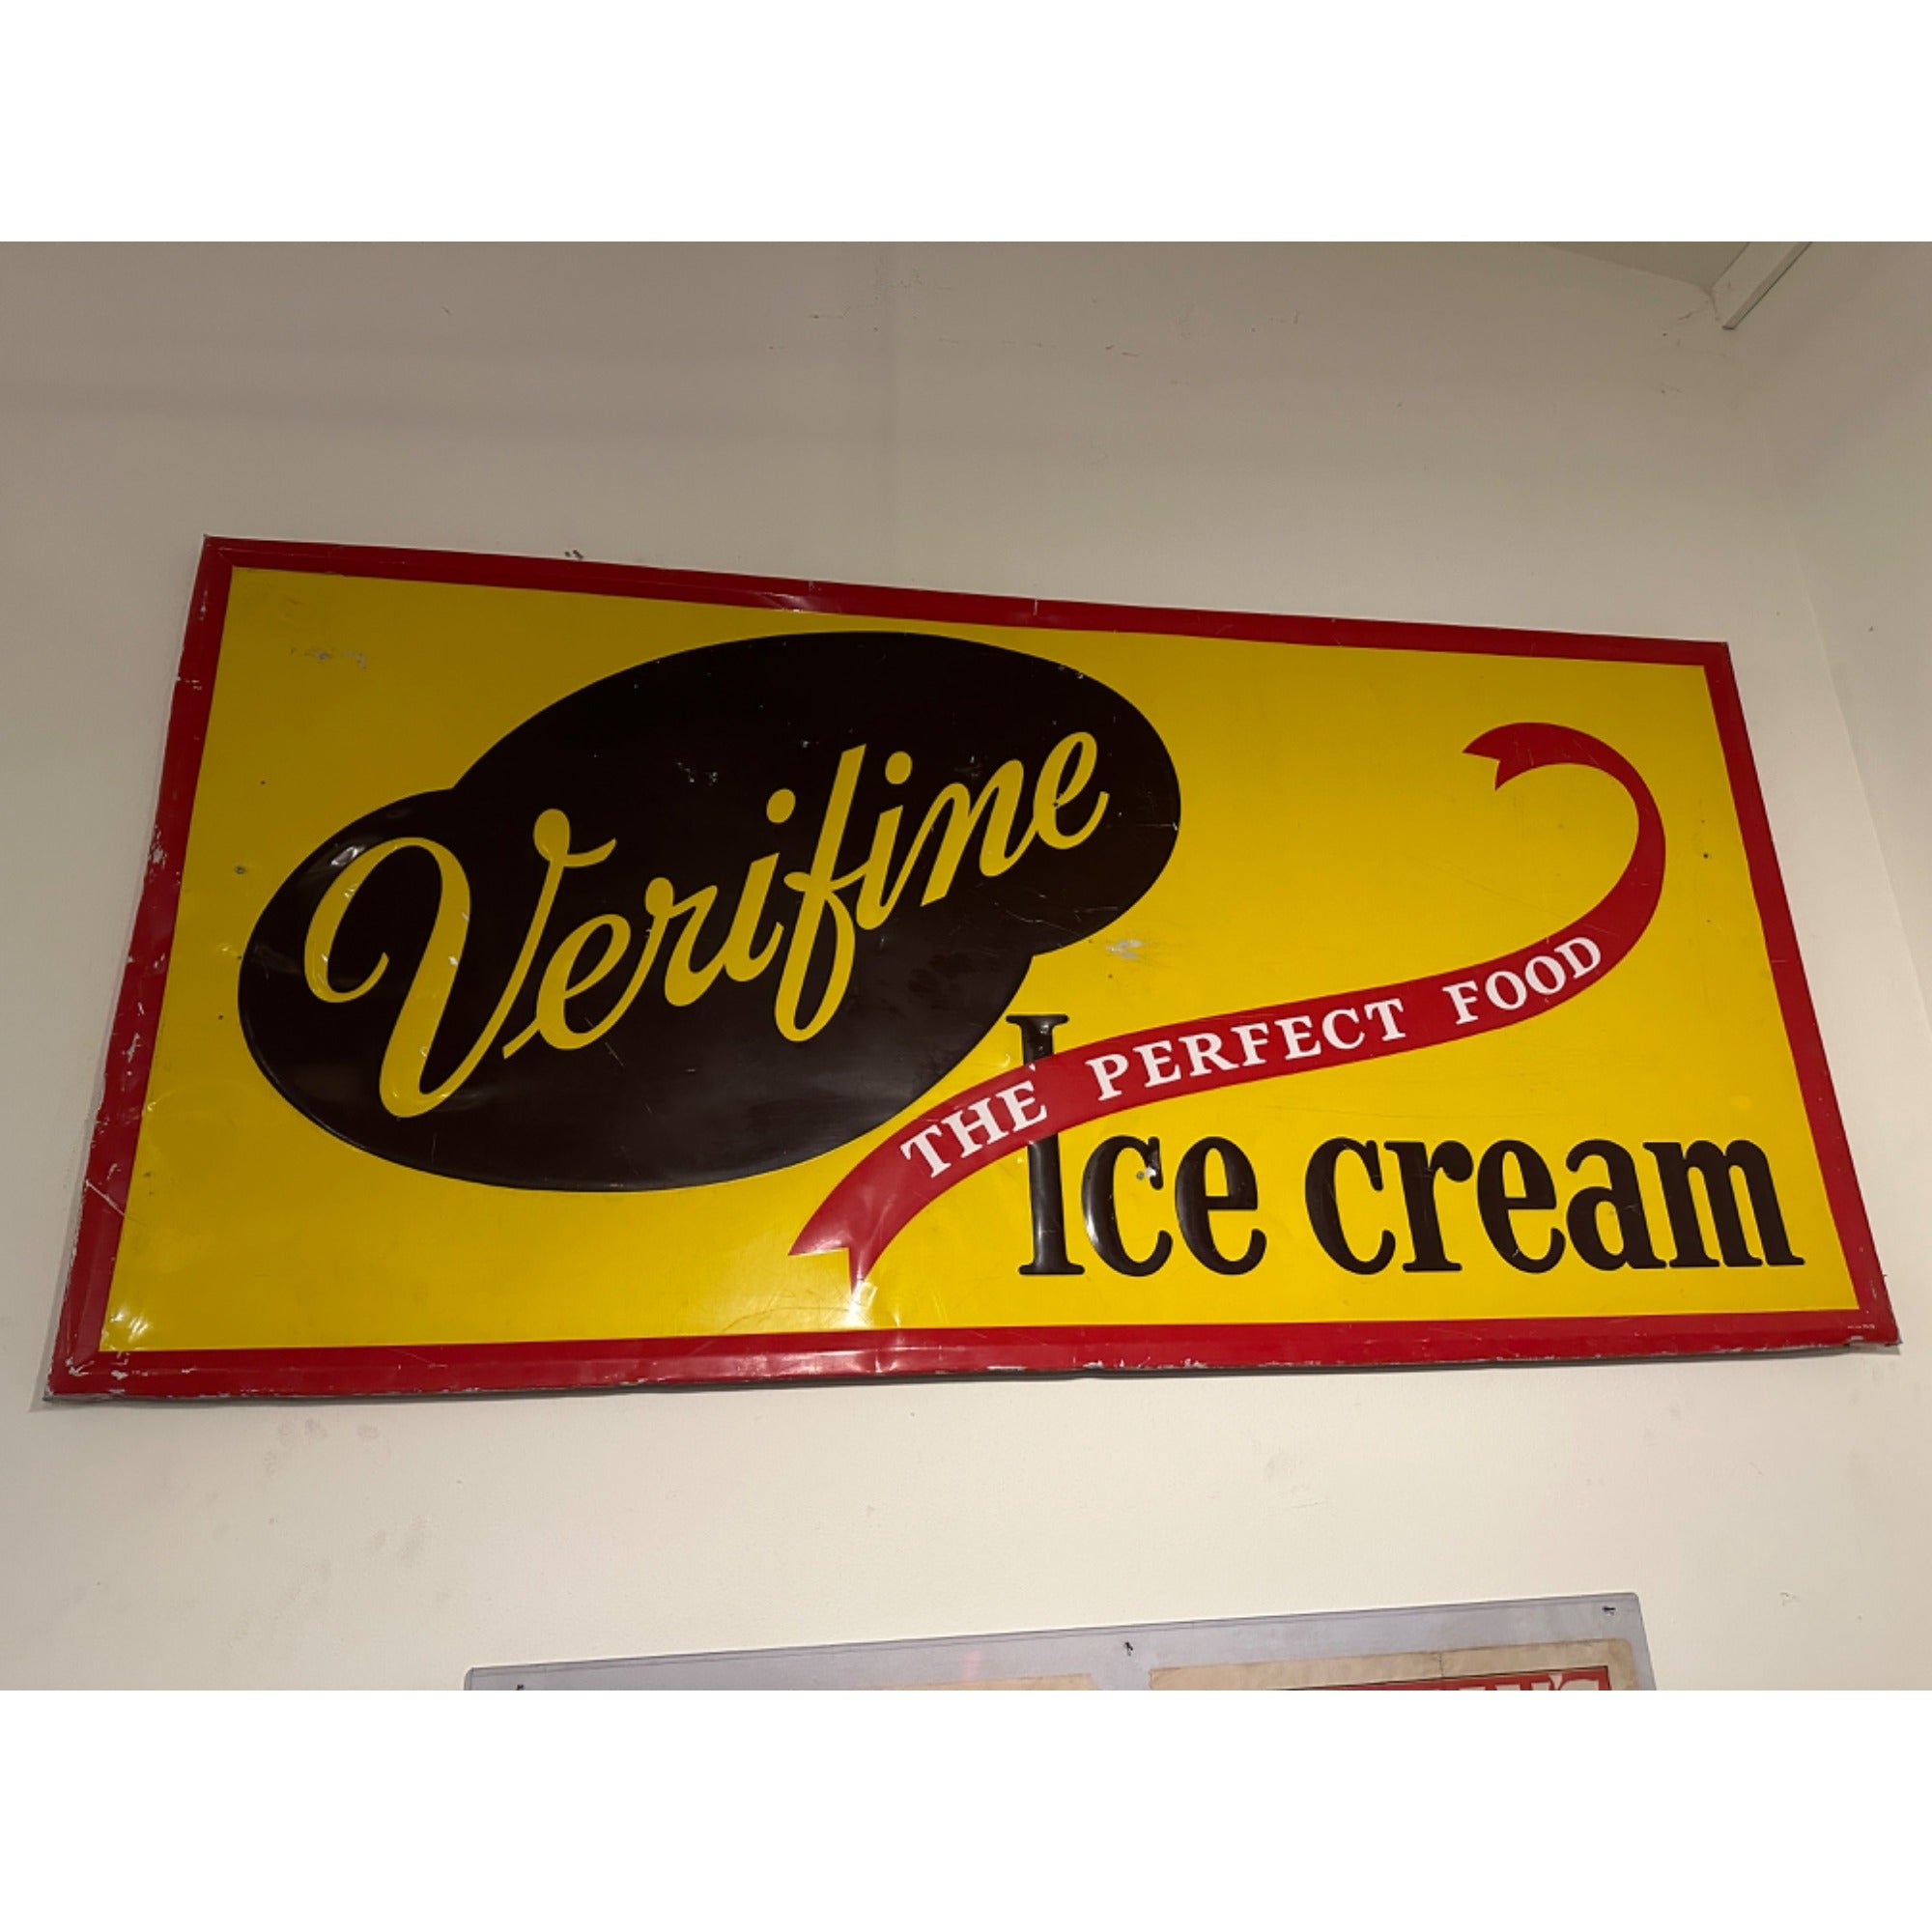 Verifine
THE PERFECT FOOD
Ice cream